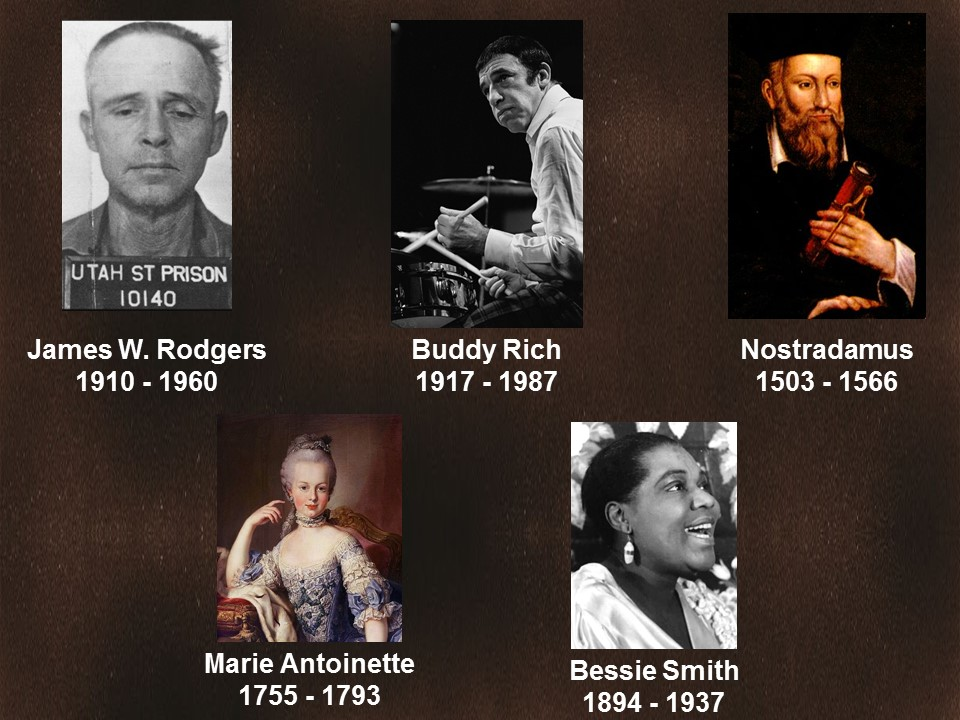 UTAH ST PRISON
10140
James W. Rodgers
1910 - 1960
Buddy Rich
1917 - 1987
Nostradamus
1503 - 1566
Marie Antoinette
1755 - 1793
Bessie Smith
1894 - 1937